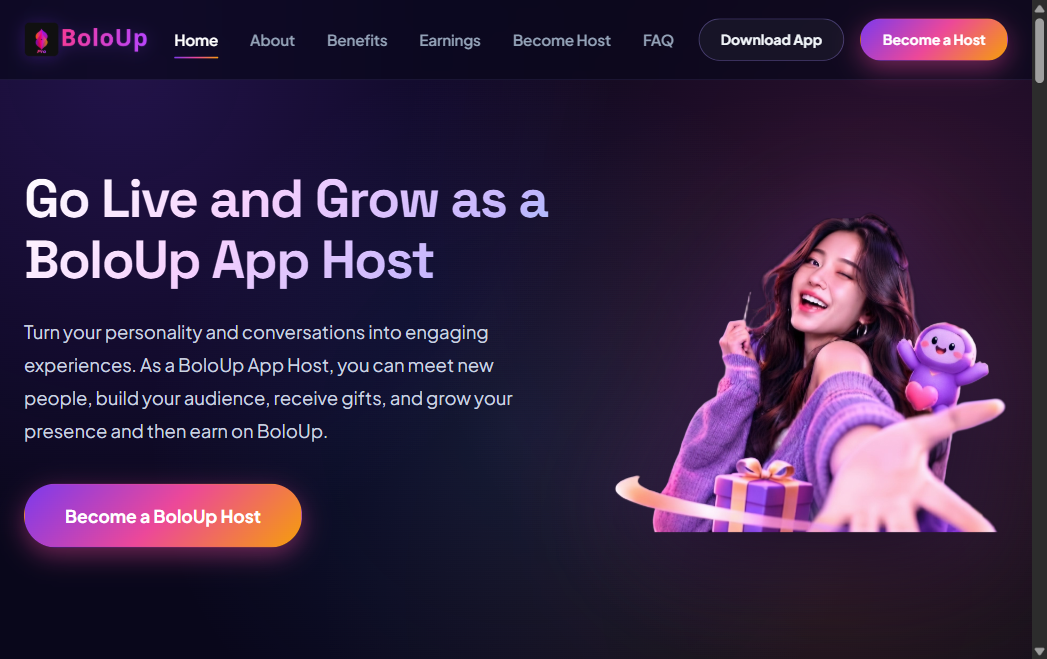 BoloUp
Home
About
Benefits
Earnings
Become Host
FAQ
Download App
Become a Host
Go Live and Grow as a
BoloUp App Host
Turn your personality and conversations into engaging
experiences. As a BoloUp App Host, you can meet new
people, build your audience, receive gifts, and grow your
presence and then earn on BoloUp.
Become a BoloUp Host